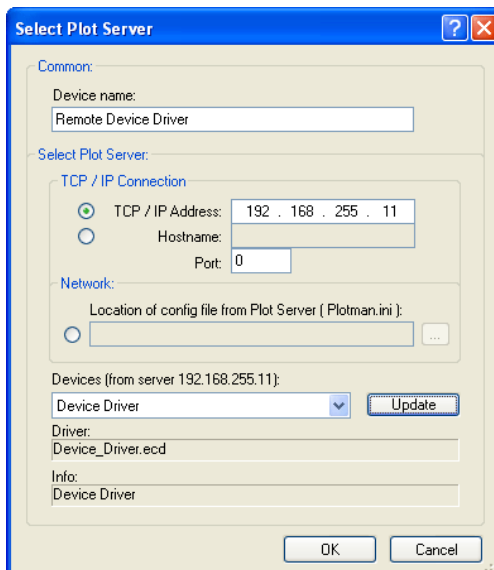 Select Plot Server
Common:
Device name:
Remote Device Driver
Select Plot Server:
TCP / IP Connection
TCP / IP Address: 192 . 168 . 255 . 11
Hostname:
Port: 0
Network:
Location of config file from Plot Server ( Plotman.ini ):
...
Devices (from server 192.168.255.11):
Device Driver Update
Driver:
Device_Driver.ecd
Info:
Device Driver
OK Cancel